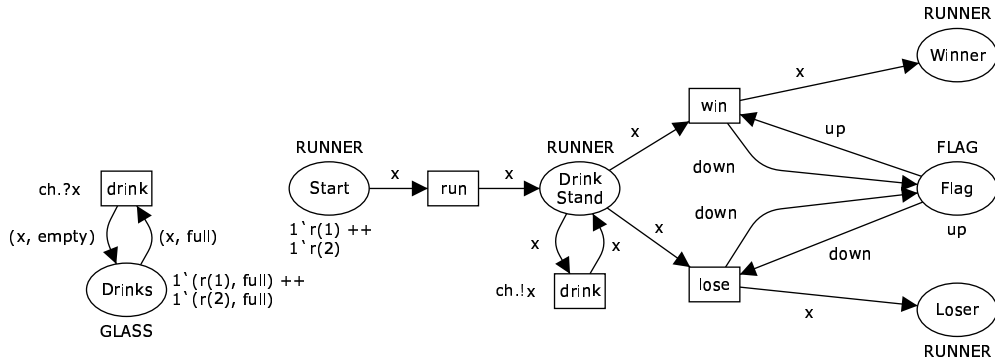 RUNNER
Winner
x
win
up
x
RUNNER
RUNNER
down
FLAG
ch.?x
drink
Start
x
run
x
Drink
Stand
Flag
down
up
(x, empty)
(x, full)
1`r(1) ++
1`r(2)
x
x
x
down
Drinks
1`(r(1), full) ++
1`(r(2), full)
ch.!x
drink
lose
x
Loser
GLASS
RUNNER